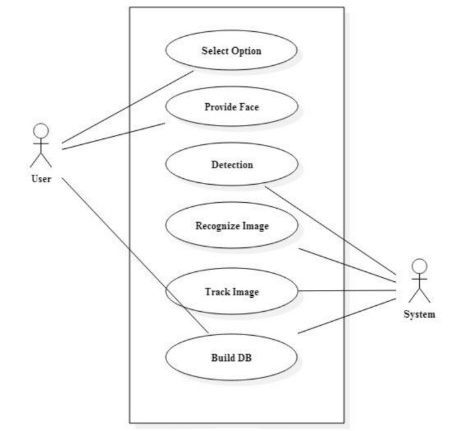 Select Option
Provide Face
Detection
User
Recognize Image
Track Image
System
Build DB